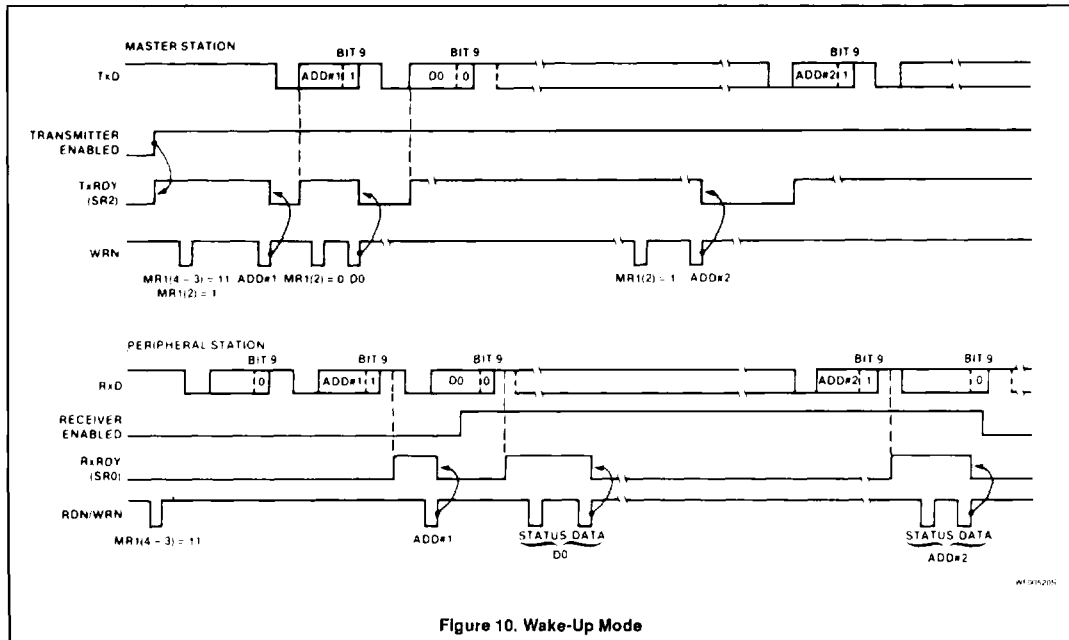 MASTER STATION
BIT 9 BIT 9 BIT 9
TxD ADD#1 1 D0 0 ADD#2 1
TRANSMITTER
ENABLED
TxRDY
(SR2)
WRN
MR1(4 – 3) = 11 ADD#1 MR1(2) = 0 D0 MR1(2) = 1 ADD#2
MR1(2) = 1
PERIPHERAL STATION
BIT 9 BIT 9 BIT 9 BIT 9 BIT 9
RxD 0 ADD#1 1 D0 0 ADD#2 1 0
RECEIVER
ENABLED
RxRDY
(SR0)
RDN/WRN
MR1(4 – 3) = 11 ADD#1 STATUS DATA STATUS DATA
D0 ADD#2
Figure 10. Wake-Up Mode